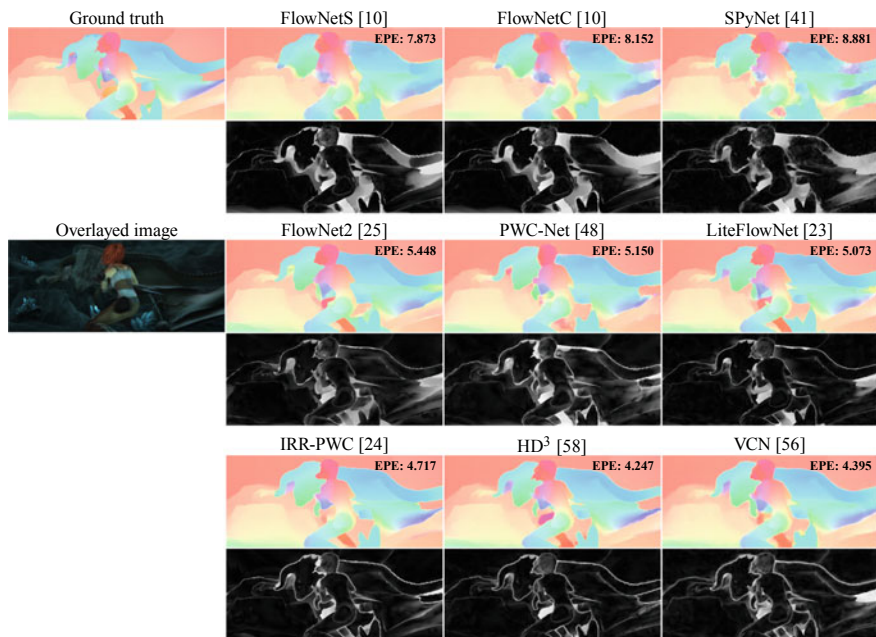 Ground truth
FlowNetS [10]
FlowNetC [10]
SPyNet [41]
EPE: 7.873
EPE: 8.152
EPE: 8.881
Overlayed image
FlowNet2 [25]
PWC-Net [48]
LiteFlowNet [23]
EPE: 5.448
EPE: 5.150
EPE: 5.073
IRR-PWC [24]
HD³ [58]
VCN [56]
EPE: 4.717
EPE: 4.247
EPE: 4.395